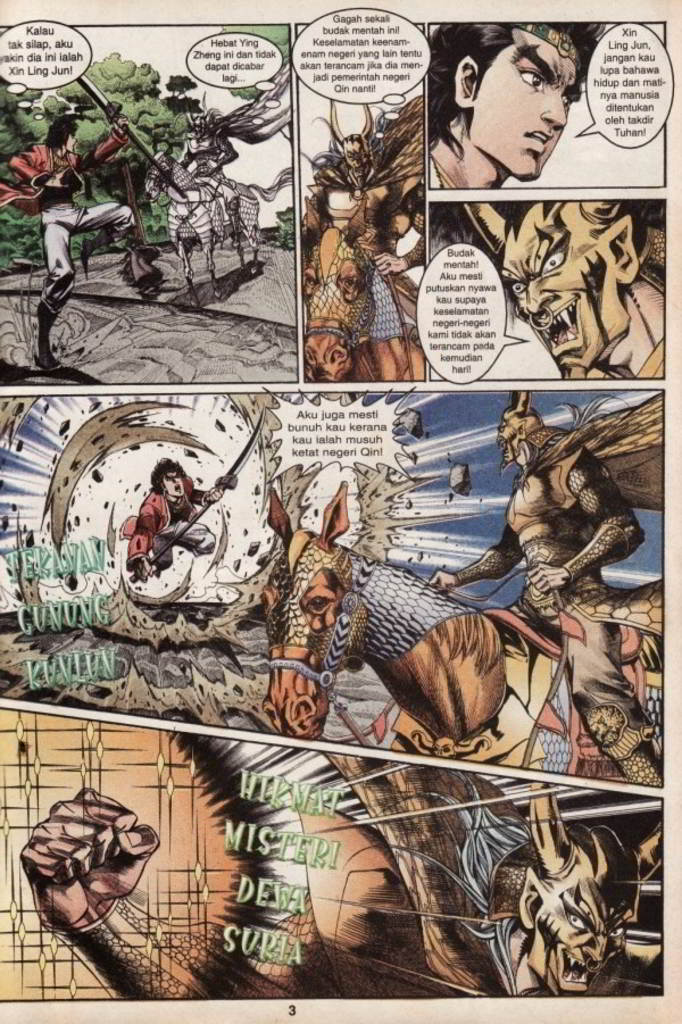 Kalau
tak silap, aku
yakin dia ini ialah
Xin Ling Jun!
Hebat Ying
Zheng ini dan tidak
dapat dicabar
lagi...
Gagah sekali
budak mentah ini!
Keselamatan keenam-
enam negeri yang lain tentu
akan terancam jika dia men-
jadi pemerintah negeri
Qin nanti!
Xin
Ling Jun,
jangan kau
lupa bahawa
hidup dan mati-
nya manusia
ditentukan
oleh takdir
Tuhan!
Budak
mentah!
Aku mesti
putuskan nyawa
kau supaya
keselamatan
negeri-negeri
kami tidak akan
terancam pada
kemudian
hari!
Aku juga mesti
bunuh kau kerana
kau ialah musuh
ketat negeri Qin!
TEKANAN
GUNUNG
KUNLUN
HIKMAT
MISTERI
DEWA
SURIA
3